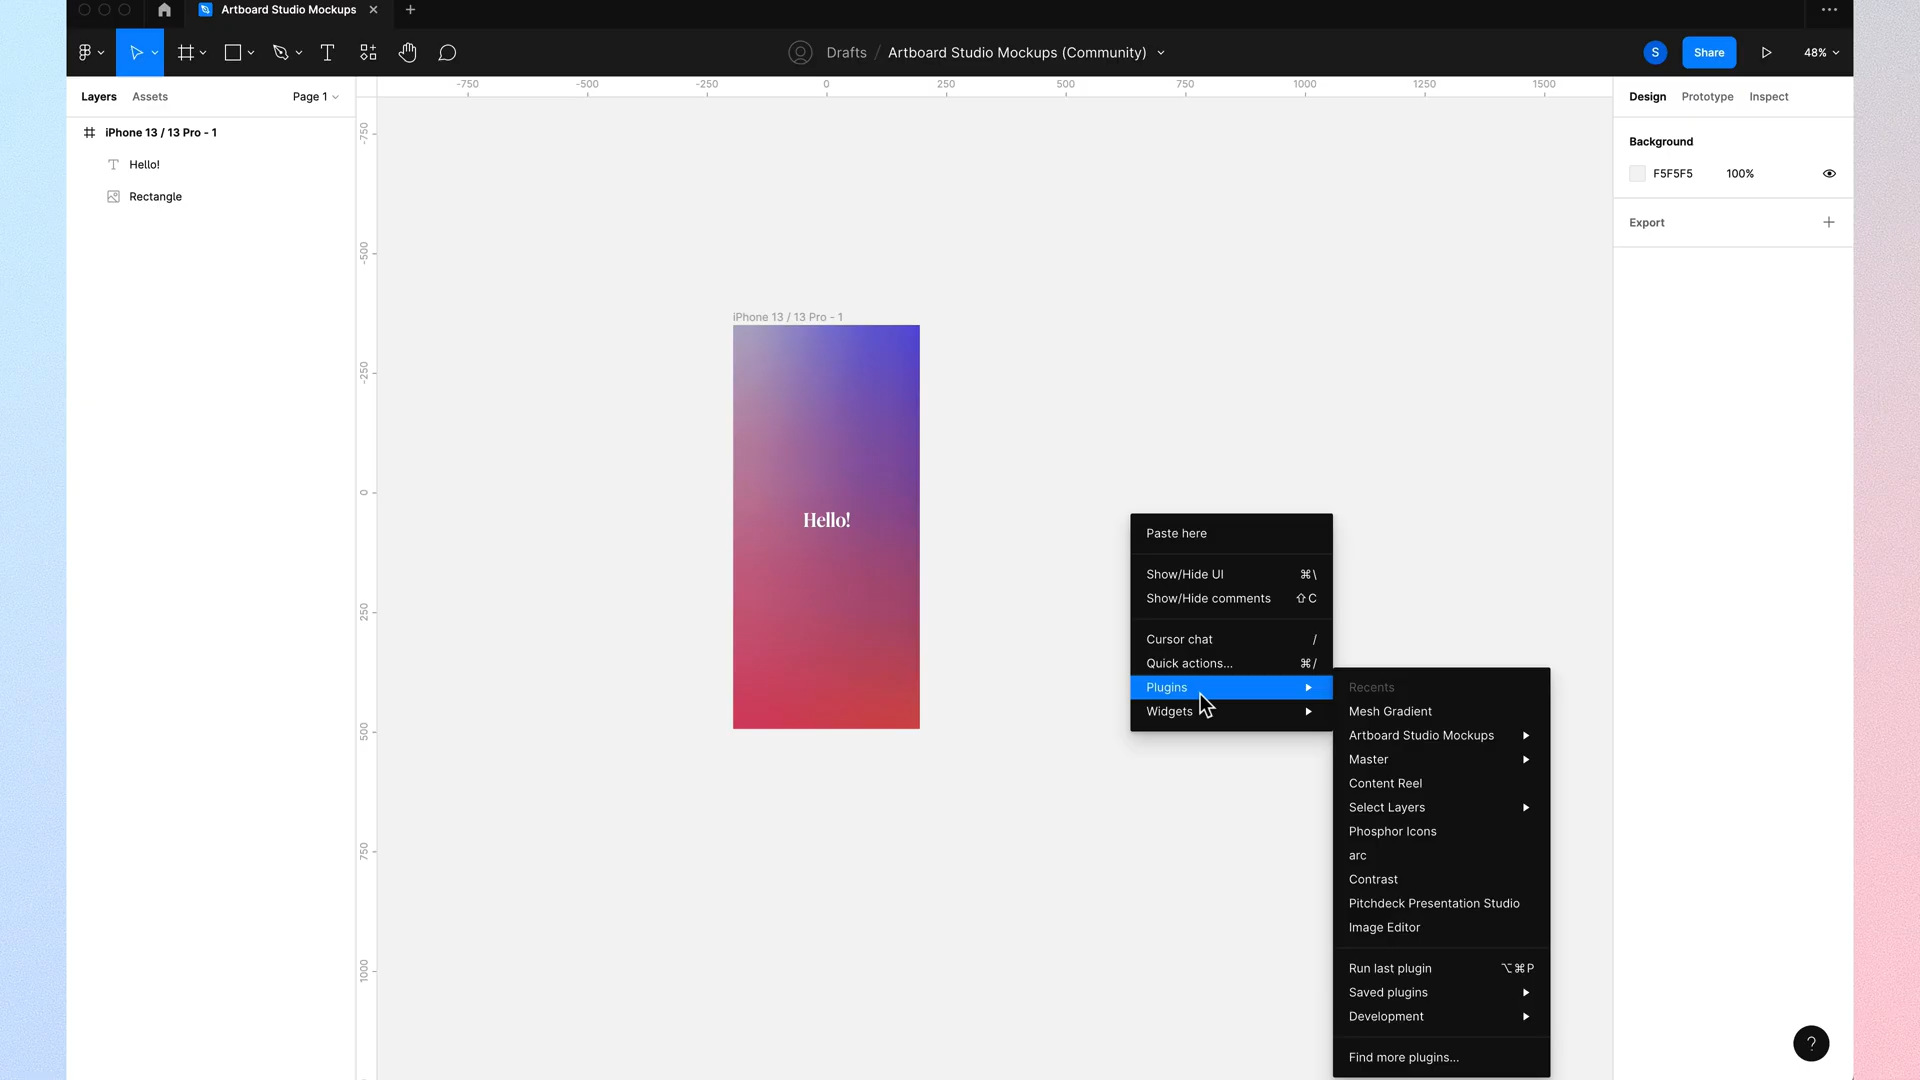 Artboard Studio Mockups
Drafts / Artboard Studio Mockups (Community)
S
Share
48%
Layers
Assets
Page 1
-750
-500
-250
0
250
500
750
1000
1250
1500
Design
Prototype
Inspect
iPhone 13 / 13 Pro - 1
Hello!
Rectangle
-750
-500
-250
0
250
500
750
1000
Background
F5F5F5
100%
Export
iPhone 13 / 13 Pro - 1
Hello!
Paste here
Show/Hide UI ⌘\
Show/Hide comments ⇧C
Cursor chat /
Quick actions... ⌘/
Plugins
Widgets
Recents
Mesh Gradient
Artboard Studio Mockups
Master
Content Reel
Select Layers
Phosphor Icons
arc
Contrast
Pitchdeck Presentation Studio
Image Editor
Run last plugin ⌥⌘P
Saved plugins
Development
Find more plugins...
?